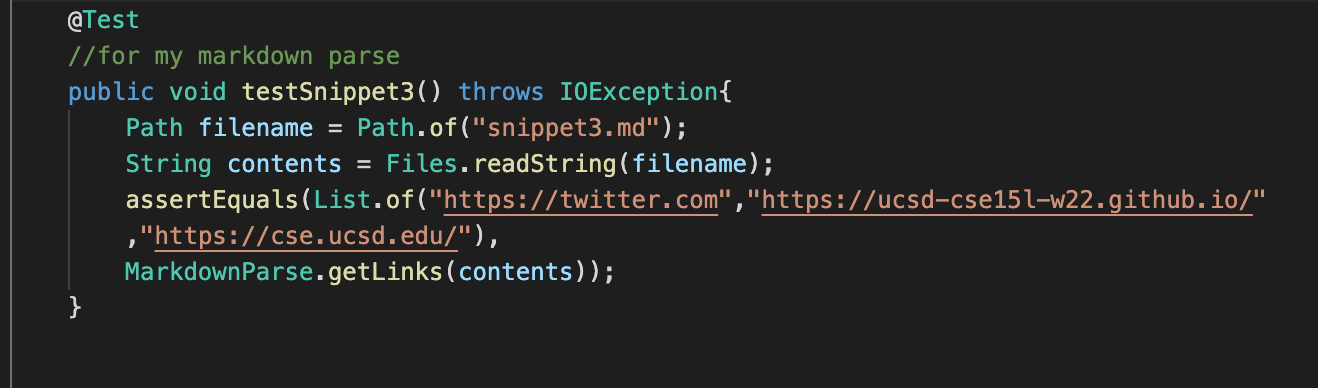 @Test
//for my markdown parse
public void testSnippet3() throws IOException{
Path filename = Path.of("snippet3.md");
String contents = Files.readString(filename);
assertEquals(List.of("https://twitter.com","https://ucsd-cse15l-w22.github.io/"
,"https://cse.ucsd.edu/"),
MarkdownParse.getLinks(contents));
}